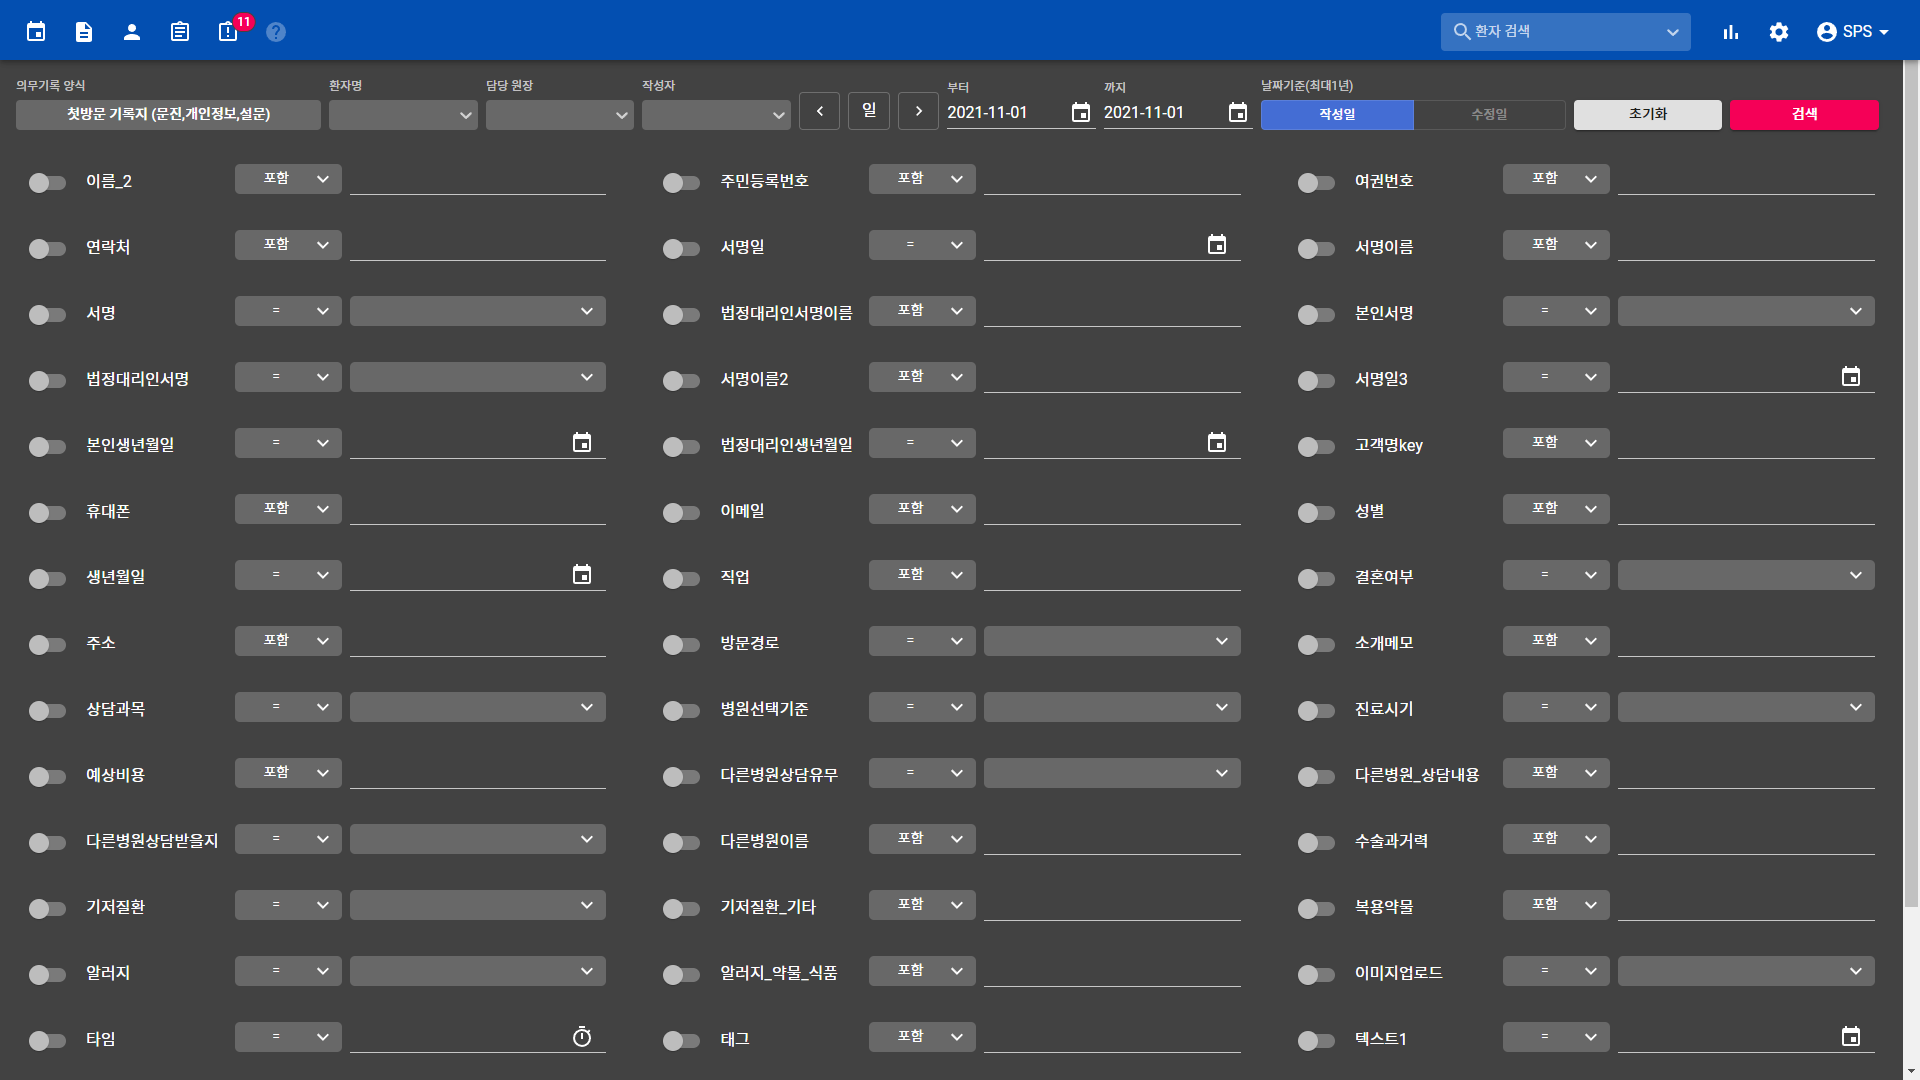 11
환자 검색
SPS
의무기록 양식
첫방문 기록지 (문진,개인정보,설문)
환자명
담당 원장
작성자
일
부터
2021-11-01
까지
2021-11-01
날짜기준(최대1년)
작성일
수정일
초기화
검색
이름_2 포함
주민등록번호 포함
여권번호 포함
연락처 포함
서명일 =
서명이름 포함
서명 =
법정대리인서명이름 포함
본인서명 =
법정대리인서명 =
서명이름2 포함
서명일3 =
본인생년월일 =
법정대리인생년월일 =
고객명key 포함
휴대폰 포함
이메일 포함
성별 포함
생년월일 =
직업 포함
결혼여부 =
주소 포함
방문경로 =
소개메모 포함
상담과목 =
병원선택기준 =
진료시기 =
예상비용 포함
다른병원상담유무 =
다른병원_상담내용 포함
다른병원상담받을지 =
다른병원이름 포함
수술과거력 포함
기저질환 =
기저질환_기타 포함
복용약물 포함
알러지 =
알러지_약물_식품 포함
이미지업로드 =
타임 =
태그 포함
텍스트1 =